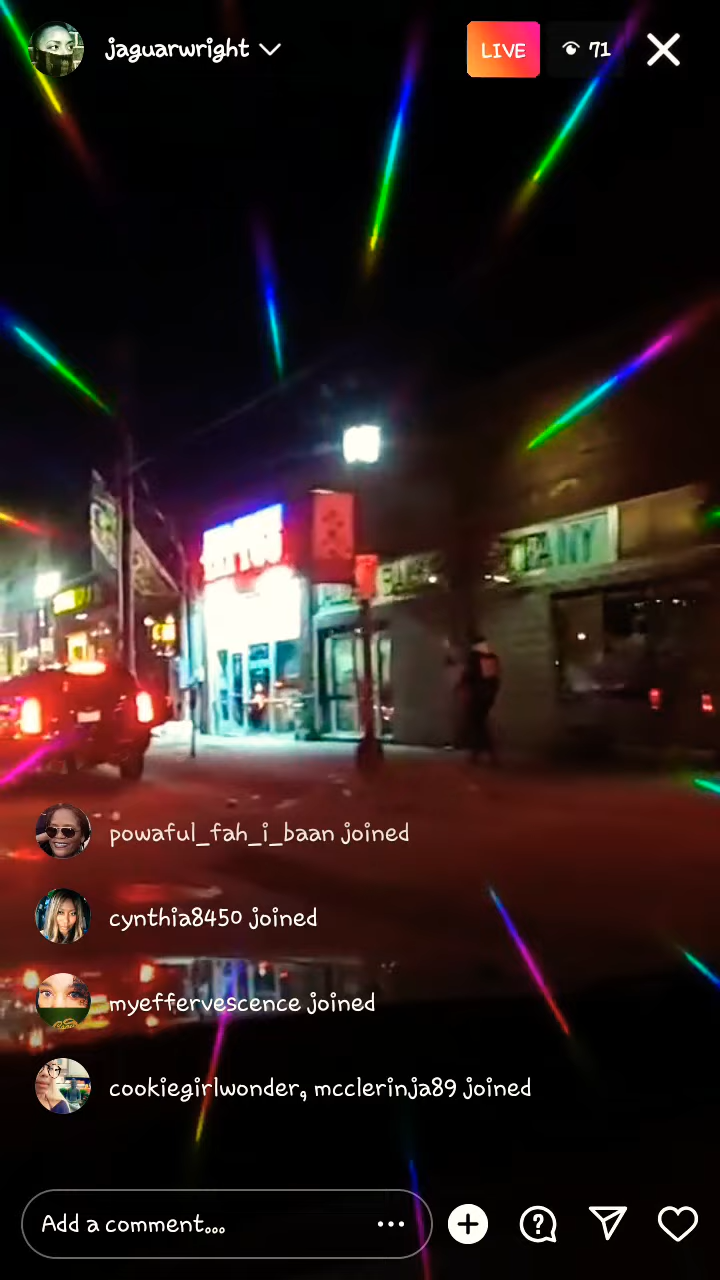 jaguarwright
LIVE
71
powaful_fah_i_baan joined
cynthia8450 joined
myeffervescence joined
cookiegirlwonder, mcclerinja89 joined
Add a comment...